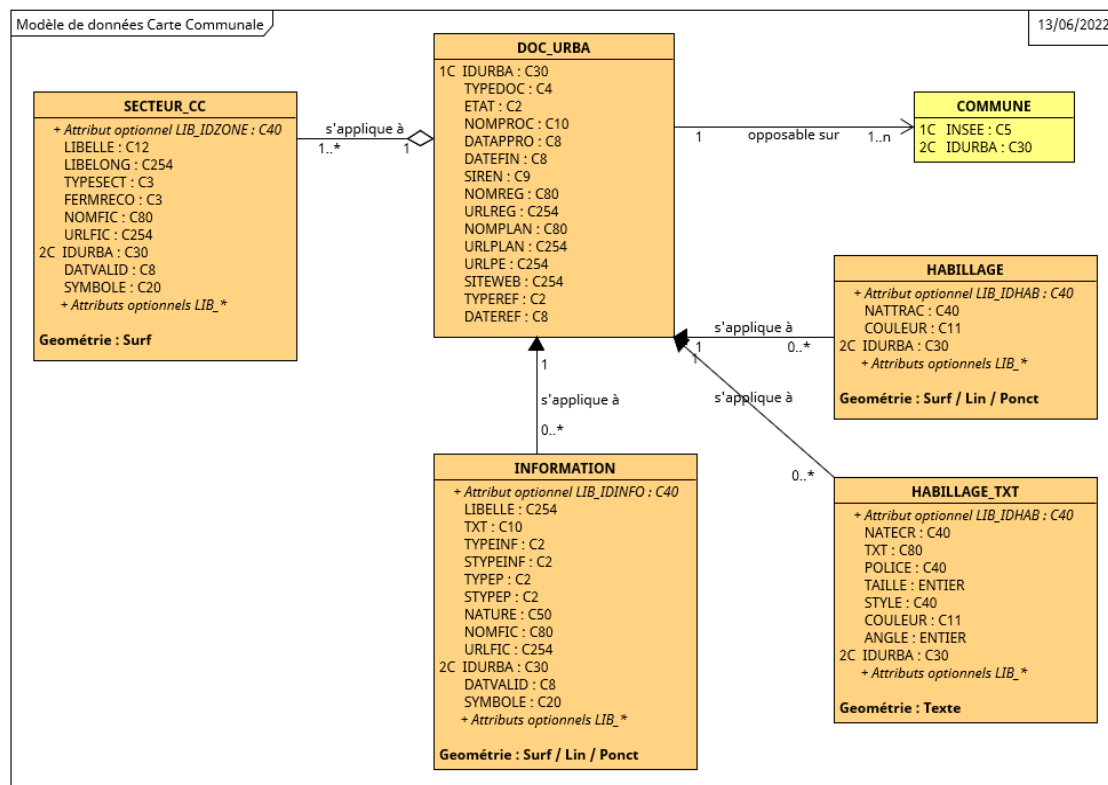 Modèle de données Carte Communale
13/06/2022
DOC_URBA
1C IDURBA : C30
TYPEDOC : C4
ETAT : C2
NOMPROC : C10
DATAPPRO : C8
DATEFIN : C8
SIREN : C9
NOMREG : C80
URLREG : C254
NOMPLAN : C80
URLPLAN : C254
URLPE : C254
SITEWEB : C254
TYPEREF : C2
DATEREF : C8
SECTEUR_CC
+ Attribut optionnel LIB_IDZONE : C40
LIBELLE : C12
LIBELONG : C254
TYPESECT : C3
FERMRECO : C3
NOMFIC : C80
URLFIC : C254
2C IDURBA : C30
DATVALID : C8
SYMBOLE : C20
+ Attributs optionnels LIB_*
Geométrie : Surf
s'applique à
1..*
1
COMMUNE
1C INSEE : C5
2C IDURBA : C30
1
opposable sur
1..n
HABILLAGE
+ Attribut optionnel LIB_IDHAB : C40
NATTRAC : C40
COULEUR : C11
2C IDURBA : C30
+ Attributs optionnels LIB_*
Geométrie : Surf / Lin / Ponct
s'applique à
1
0..*
1
s'applique à
0..*
1
s'applique à
0..*
INFORMATION
+ Attribut optionnel LIB_IDINFO : C40
LIBELLE : C254
TXT : C10
TYPEINF : C2
STYPEINF : C2
TYPEP : C2
STYPEP : C2
NATURE : C50
NOMFIC : C80
URLFIC : C254
2C IDURBA : C30
DATVALID : C8
SYMBOLE : C20
+ Attributs optionnels LIB_*
Geométrie : Surf / Lin / Ponct
HABILLAGE_TXT
+ Attribut optionnel LIB_IDHAB : C40
NATECR : C40
TXT : C80
POLICE : C40
TAILLE : ENTIER
STYLE : C40
COULEUR : C11
ANGLE : ENTIER
2C IDURBA : C30
+ Attributs optionnels LIB_*
Geométrie : Texte